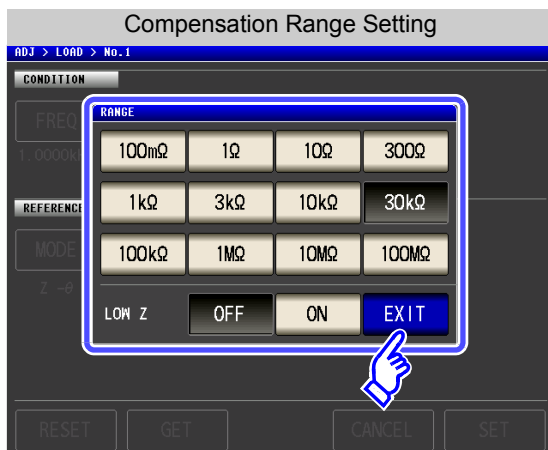 Compensation Range Setting
ADJ > LOAD > No.1
CONDITION
FREQ
1.0000k
RANGE
100mΩ 1Ω 10Ω 300Ω
1kΩ 3kΩ 10kΩ 30kΩ
100kΩ 1MΩ 10MΩ 100MΩ
LOW Z OFF ON EXIT
REFERENCE
MODE
Z -θ
RESET GET CANCEL SET